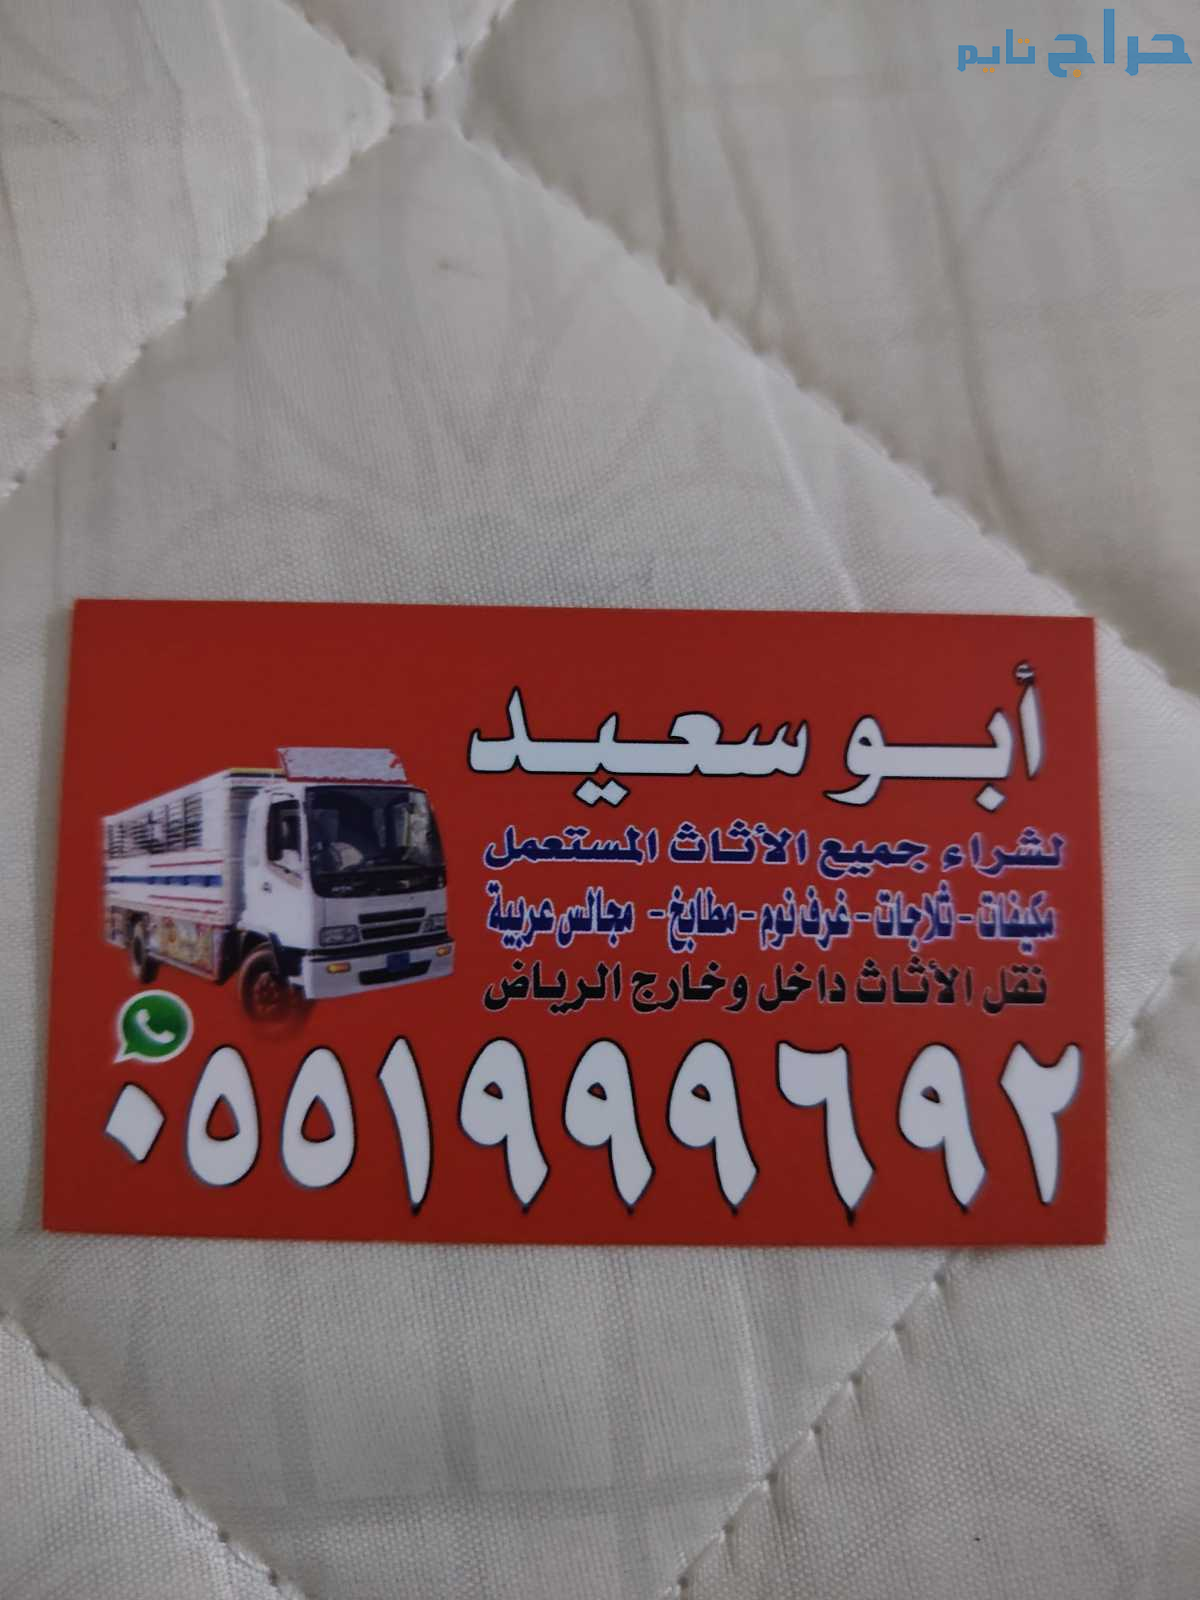 حراج تايم
أبو سعيد
لشراء جميع الأثاث المستعمل
مكيفات - ثلاجات - غرف نوم - مطابخ - مجالس عربية
نقل الأثاث داخل وخارج الرياض
٠٥٥١٩٩٩٦٩٢